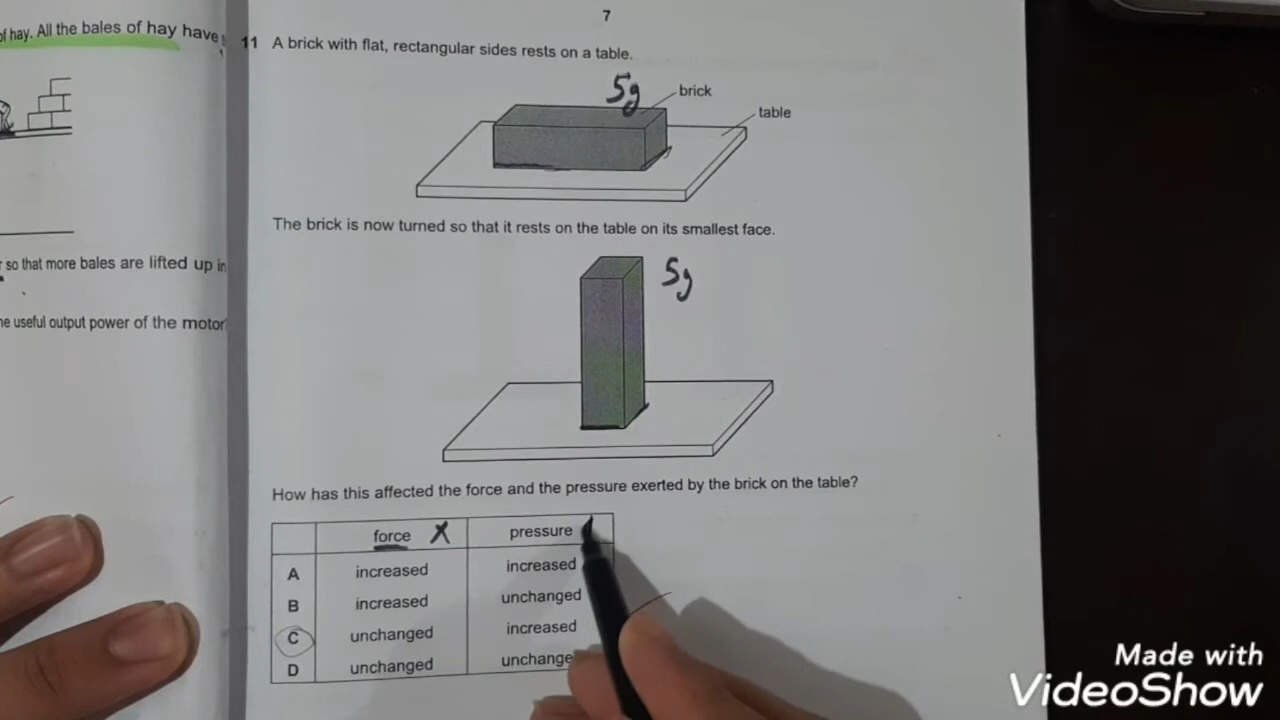 7
of hay. All the bales of hay have
11 A brick with flat, rectangular sides rests on a table.
5g
brick
table
The brick is now turned so that it rests on the table on its smallest face.
so that more bales are lifted up in
5g
he useful output power of the motor
How has this affected the force and the pressure exerted by the brick on the table?
force X pressure
A increased increased
B increased unchanged
C unchanged increased
D unchanged unchange
Made with
VideoShow